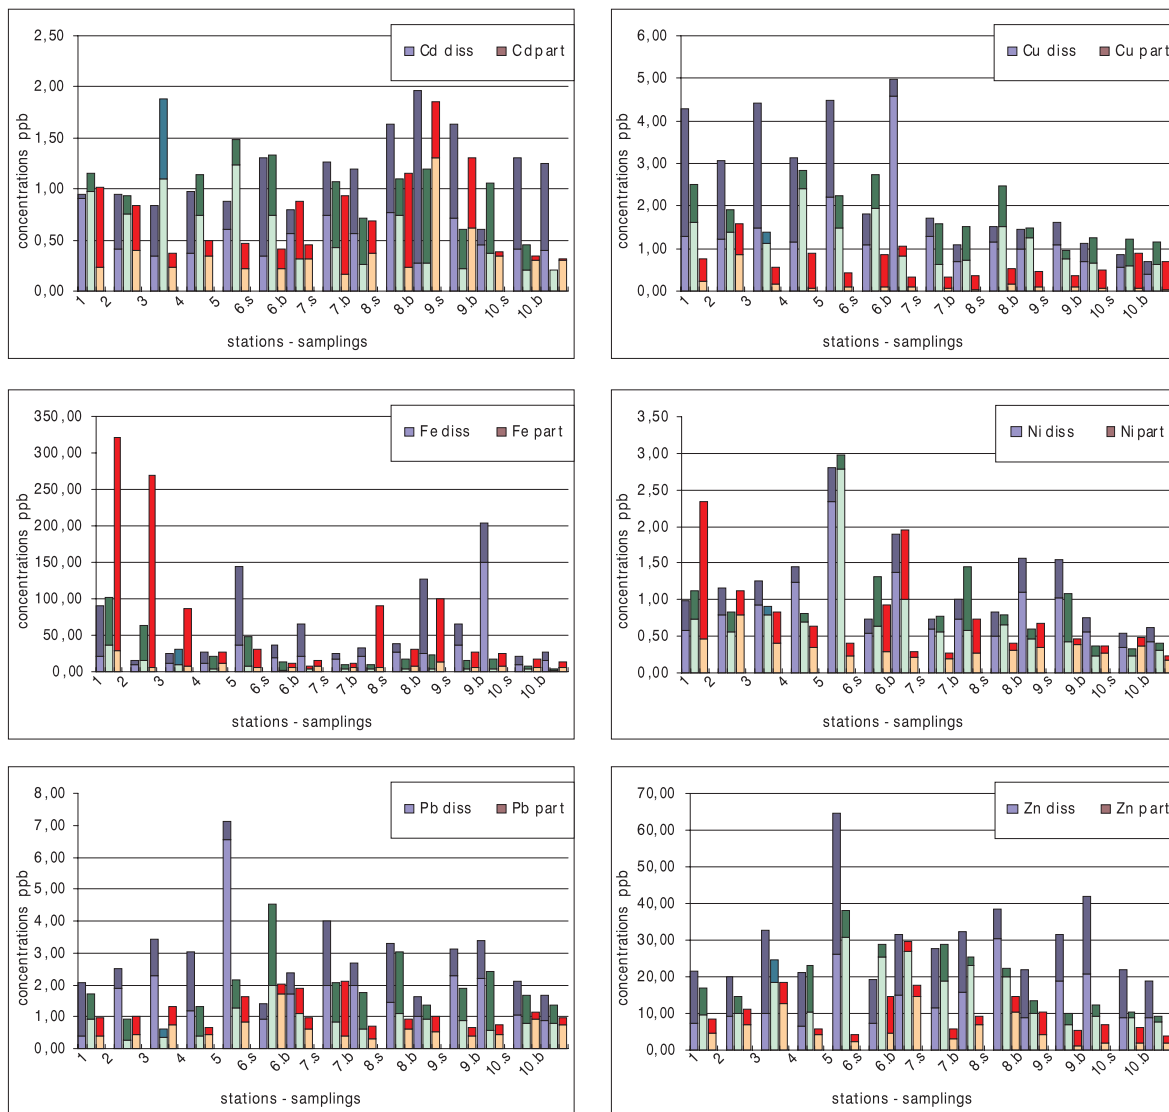 2,50
2,00
1,50
1,00
0,50
0,00
concentrations ppb
Cd diss Cd part
1 2 3 4 5 6.s 6.b 7.s 7.b 8.s 8.b 9.s 9.b 10.s 10.b
stations - samplings
6,00
5,00
4,00
3,00
2,00
1,00
0,00
concentrations ppb
Cu diss Cu part
1 2 3 4 5 6.s 6.b 7.s 7.b 8.s 8.b 9.s 9.b 10.s 10.b
stations - samplings
350,00
300,00
250,00
200,00
150,00
100,00
50,00
0,00
concentrations ppb
Fe diss Fe part
1 2 3 4 5 6.s 6.b 7.s 7.b 8.s 8.b 9.s 9.b 10.s 10.b
stations - samplings
3,50
3,00
2,50
2,00
1,50
1,00
0,50
0,00
concentrations ppb
Ni diss Ni part
1 2 3 4 5 6.s 6.b 7.s 7.b 8.s 8.b 9.s 9.b 10.s 10.b
stations - samplings
8,00
7,00
6,00
5,00
4,00
3,00
2,00
1,00
0,00
concentrations ppb
Pb diss Pb part
1 2 3 4 5 6.s 6.b 7.s 7.b 8.s 8.b 9.s 9.b 10.s 10.b
stations - samplings
70,00
60,00
50,00
40,00
30,00
20,00
10,00
0,00
concentrations ppb
Zn diss Zn part
1 2 3 4 5 6.s 6.b 7.s 7.b 8.s 8.b 9.s 9.b 10.s 10.b
stations - samplings